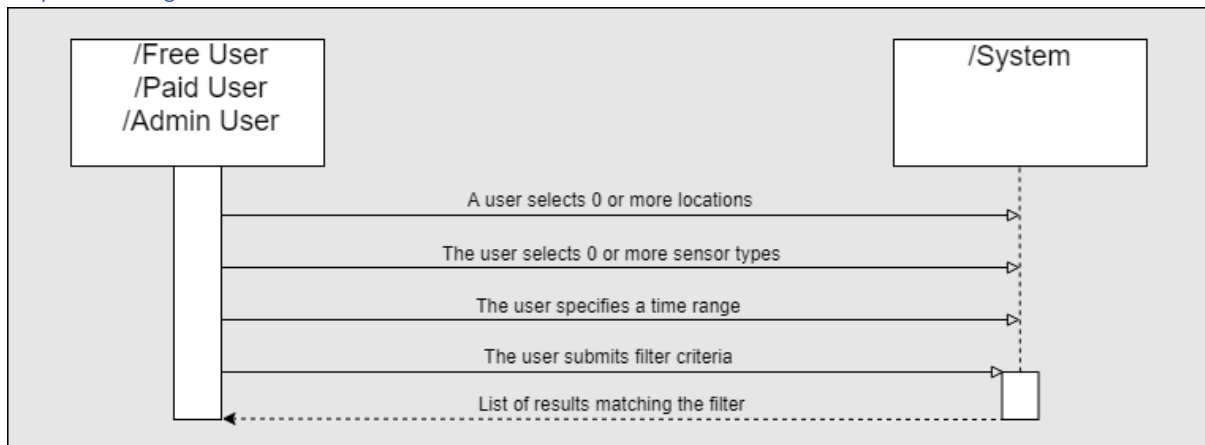 /Free User
/Paid User
/Admin User
/System
A user selects 0 or more locations
The user selects 0 or more sensor types
The user specifies a time range
The user submits filter criteria
List of results matching the filter